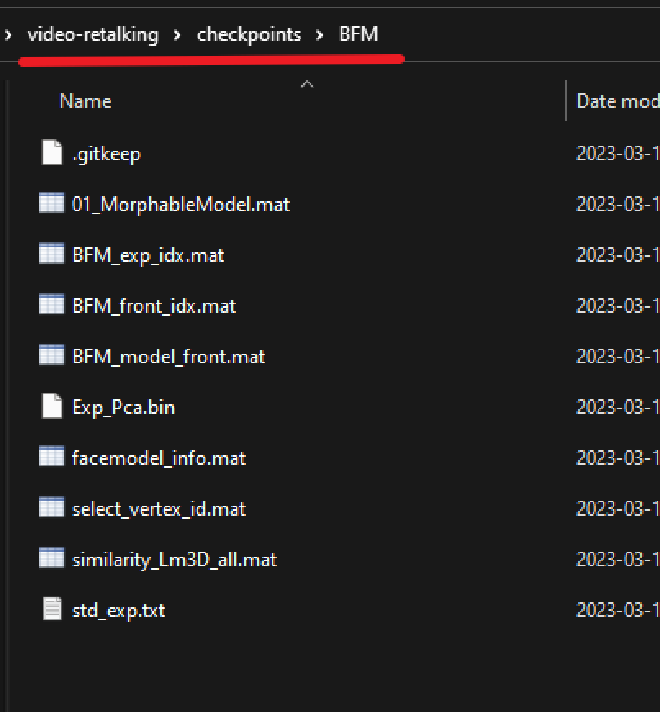 › video-retalking › checkpoints › BFM
Name Date mod
.gitkeep 2023-03-1
01_MorphableModel.mat 2023-03-1
BFM_exp_idx.mat 2023-03-1
BFM_front_idx.mat 2023-03-1
BFM_model_front.mat 2023-03-1
Exp_Pca.bin 2023-03-1
facemodel_info.mat 2023-03-1
select_vertex_id.mat 2023-03-1
similarity_Lm3D_all.mat 2023-03-1
std_exp.txt 2023-03-1